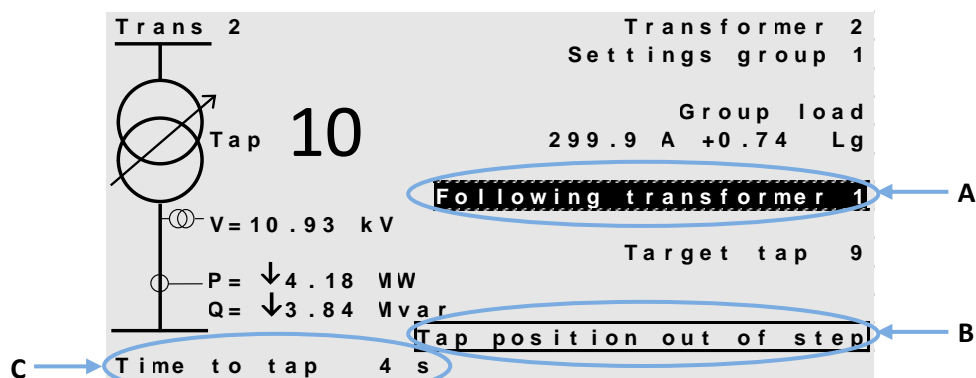 Trans 2
Transformer 2
Settings group 1
Group load
Tap 10
299.9 A +0.74 Lg
Following transformer 1
A
V=10.93 kV
Target tap 9
P= ↓4.18 MW
Q= ↓3.84 Mvar
Tap position out of step
B
Time to tap 4 s
C